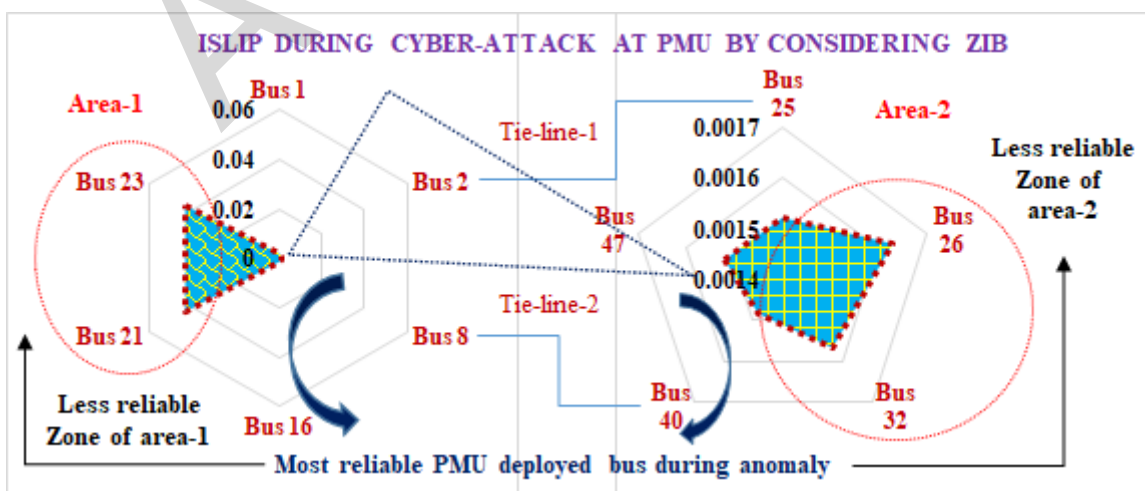 ISLIP DURING CYBER-ATTACK AT PMU BY CONSIDERING ZIB
Area-1
Bus 1
0.06
0.04
0.02
0
Bus 23
Bus 2
Bus 21
Bus 8
Bus 16
Less reliable
Zone of area-1
Tie-line-1
Tie-line-2
Bus
25
Area-2
0.0017
0.0016
0.0015
0.0014
Bus
47
Bus
26
Bus
40
Bus
32
Less reliable
Zone of
area-2
Most reliable PMU deployed bus during anomaly